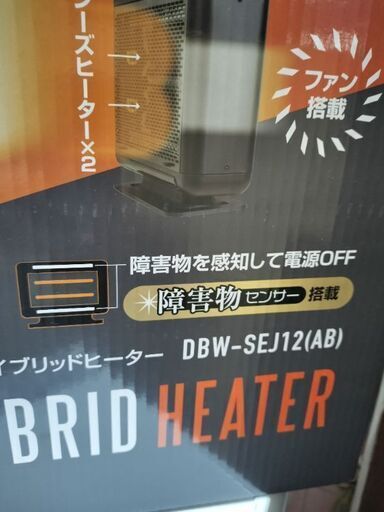 ーズヒーター×2
ファン
搭載
障害物を感知して電源OFF
障害物センサー搭載
イブリッドヒーター DBW-SEJ12(AB)
BRID HEATER